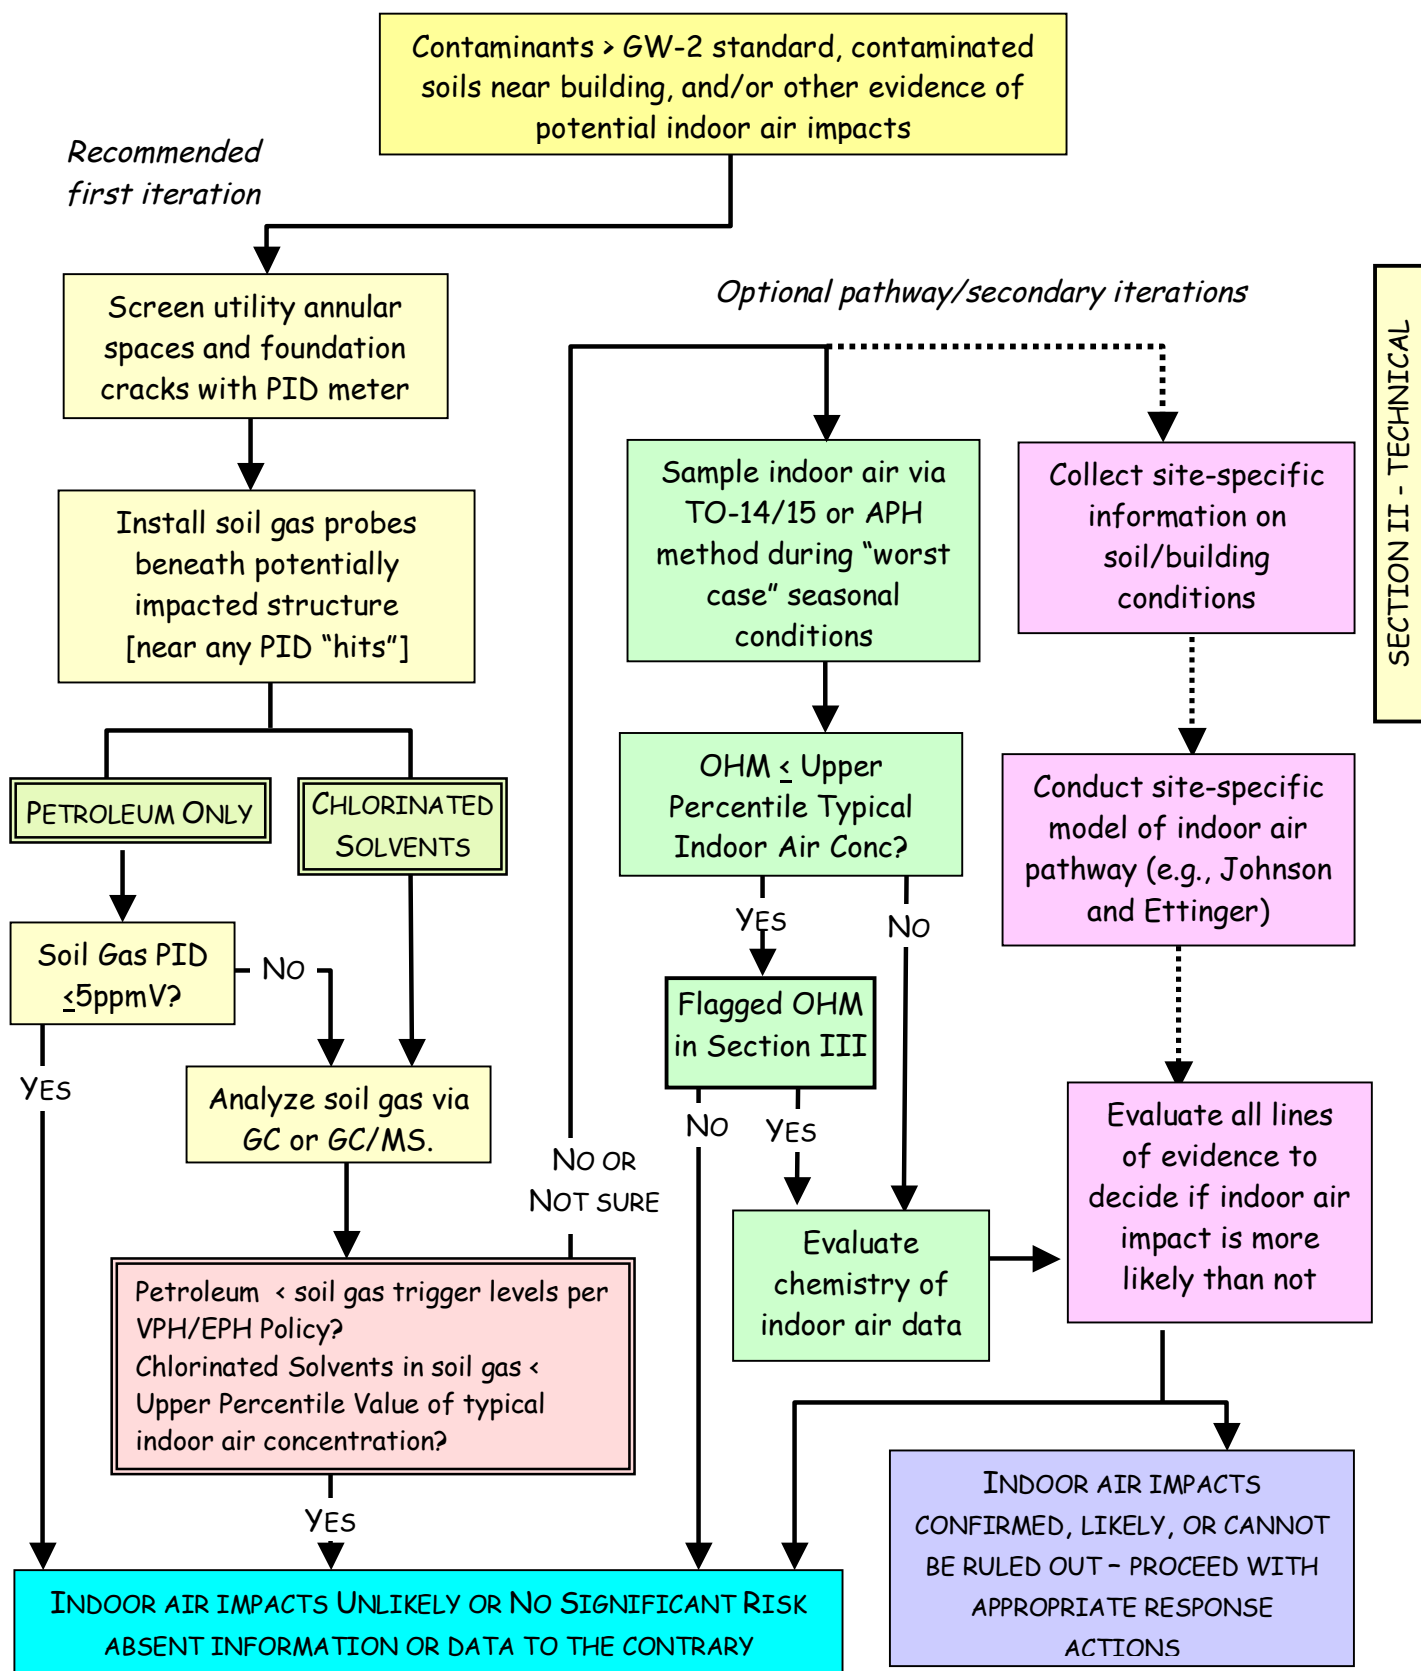 Contaminants > GW-2 standard, contaminated
soils near building, and/or other evidence of
potential indoor air impacts
Recommended
first iteration
Screen utility annular
spaces and foundation
cracks with PID meter
Install soil gas probes
beneath potentially
impacted structure
[near any PID “hits”]
PETROLEUM ONLY
CHLORINATED
SOLVENTS
Soil Gas PID
≤5ppmV?
NO
YES
Analyze soil gas via
GC or GC/MS.
NO OR
NOT SURE
Petroleum < soil gas trigger levels per
VPH/EPH Policy?
Chlorinated Solvents in soil gas <
Upper Percentile Value of typical
indoor air concentration?
YES
Optional pathway/secondary iterations
Sample indoor air via
TO-14/15 or APH
method during “worst
case” seasonal
conditions
OHM ≤ Upper
Percentile Typical
Indoor Air Conc?
YES
NO
Flagged OHM
in Section III
NO
YES
Evaluate
chemistry of
indoor air data
Collect site-specific
information on
soil/building
conditions
Conduct site-specific
model of indoor air
pathway (e.g., Johnson
and Ettinger)
Evaluate all lines
of evidence to
decide if indoor air
impact is more
likely than not
INDOOR AIR IMPACTS UNLIKELY OR NO SIGNIFICANT RISK
ABSENT INFORMATION OR DATA TO THE CONTRARY
INDOOR AIR IMPACTS
CONFIRMED, LIKELY, OR CANNOT
BE RULED OUT – PROCEED WITH
APPROPRIATE RESPONSE
ACTIONS
SECTION II - TECHNICAL